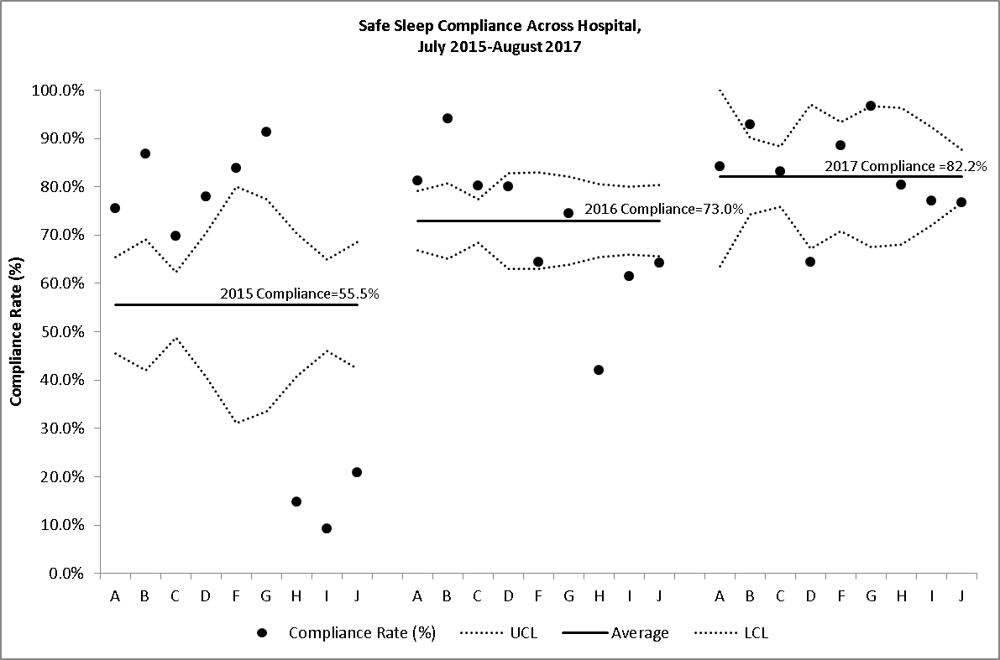 Safe Sleep Compliance Across Hospital,
July 2015-August 2017
Compliance Rate (%)
100.0%
90.0%
80.0%
70.0%
60.0%
50.0%
40.0%
30.0%
20.0%
10.0%
0.0%
2015 Compliance=55.5%
2016 Compliance=73.0%
2017 Compliance =82.2%
A B C D F G H I J A B C D F G H I J A B C D F G H I J
Compliance Rate (%) UCL Average LCL